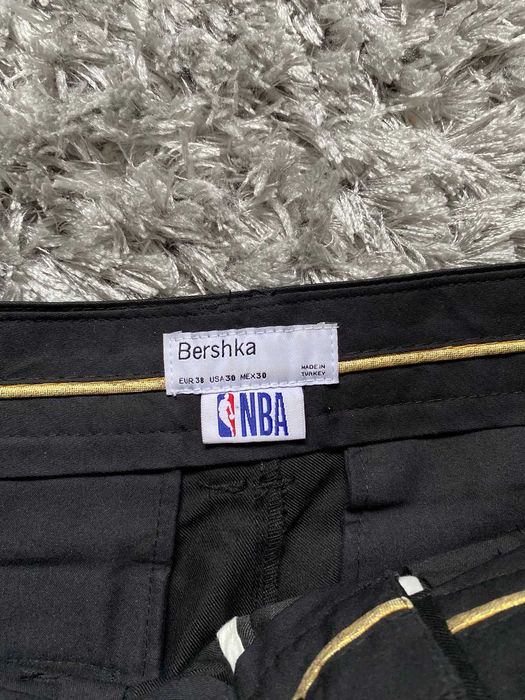 Bershka
EUR 38 USA 30 MEX 30
MADE IN
TURKEY
NBA